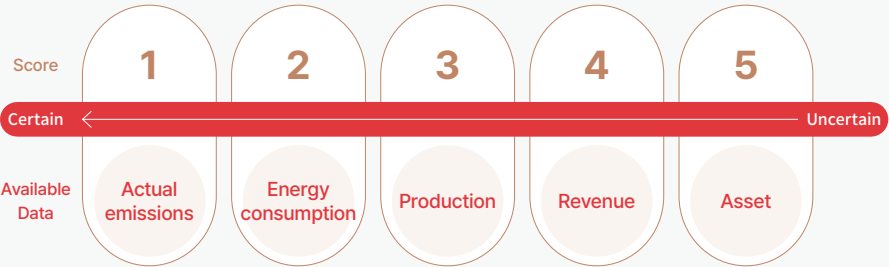 Score
1
2
3
4
5
Certain
Uncertain
Available
Data
Actual
emissions
Energy
consumption
Production
Revenue
Asset